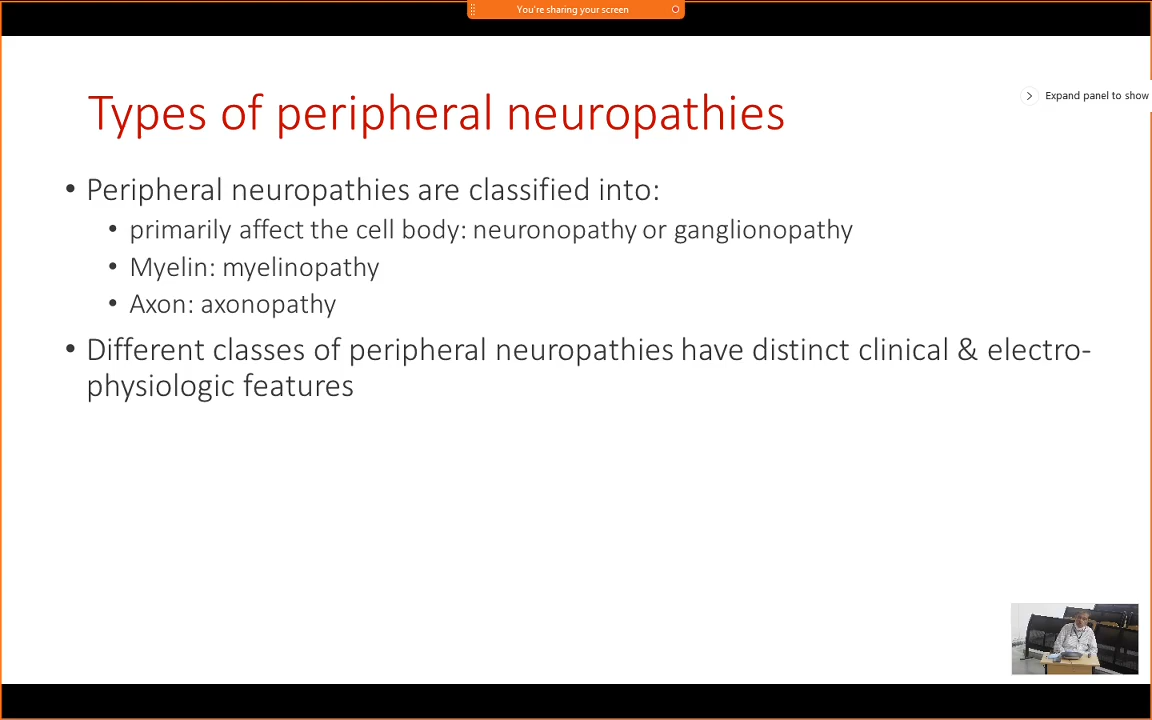 You're sharing your screen
Types of peripheral neuropathies
Expand panel to show
• Peripheral neuropathies are classified into:
• primarily affect the cell body: neuronopathy or ganglionopathy
• Myelin: myelinopathy
• Axon: axonopathy
• Different classes of peripheral neuropathies have distinct clinical & electro-
physiologic features